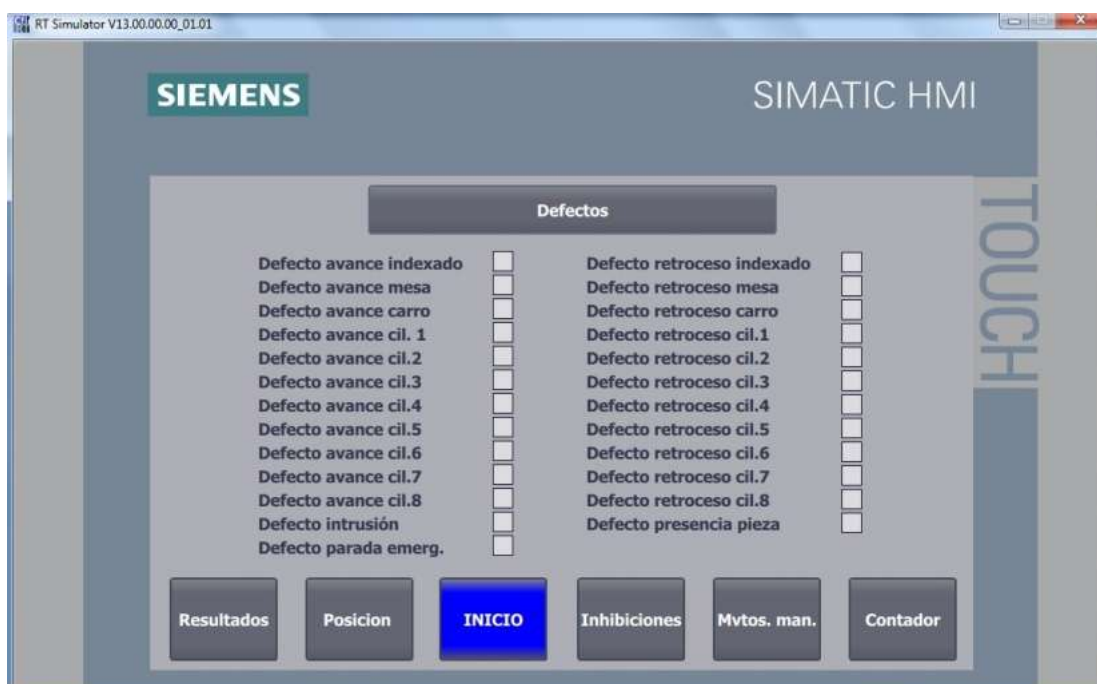 RT Simulator V13.00.00.00_01.01
SIEMENS
SIMATIC HMI
TOUCH
Defectos
Defecto avance indexado
Defecto avance mesa
Defecto avance carro
Defecto avance cil. 1
Defecto avance cil.2
Defecto avance cil.3
Defecto avance cil.4
Defecto avance cil.5
Defecto avance cil.6
Defecto avance cil.7
Defecto avance cil.8
Defecto intrusión
Defecto parada emerg.
Defecto retroceso indexado
Defecto retroceso mesa
Defecto retroceso carro
Defecto retroceso cil.1
Defecto retroceso cil.2
Defecto retroceso cil.3
Defecto retroceso cil.4
Defecto retroceso cil.5
Defecto retroceso cil.6
Defecto retroceso cil.7
Defecto retroceso cil.8
Defecto presencia pieza
Resultados
Posicion
INICIO
Inhibiciones
Mvtos. man.
Contador